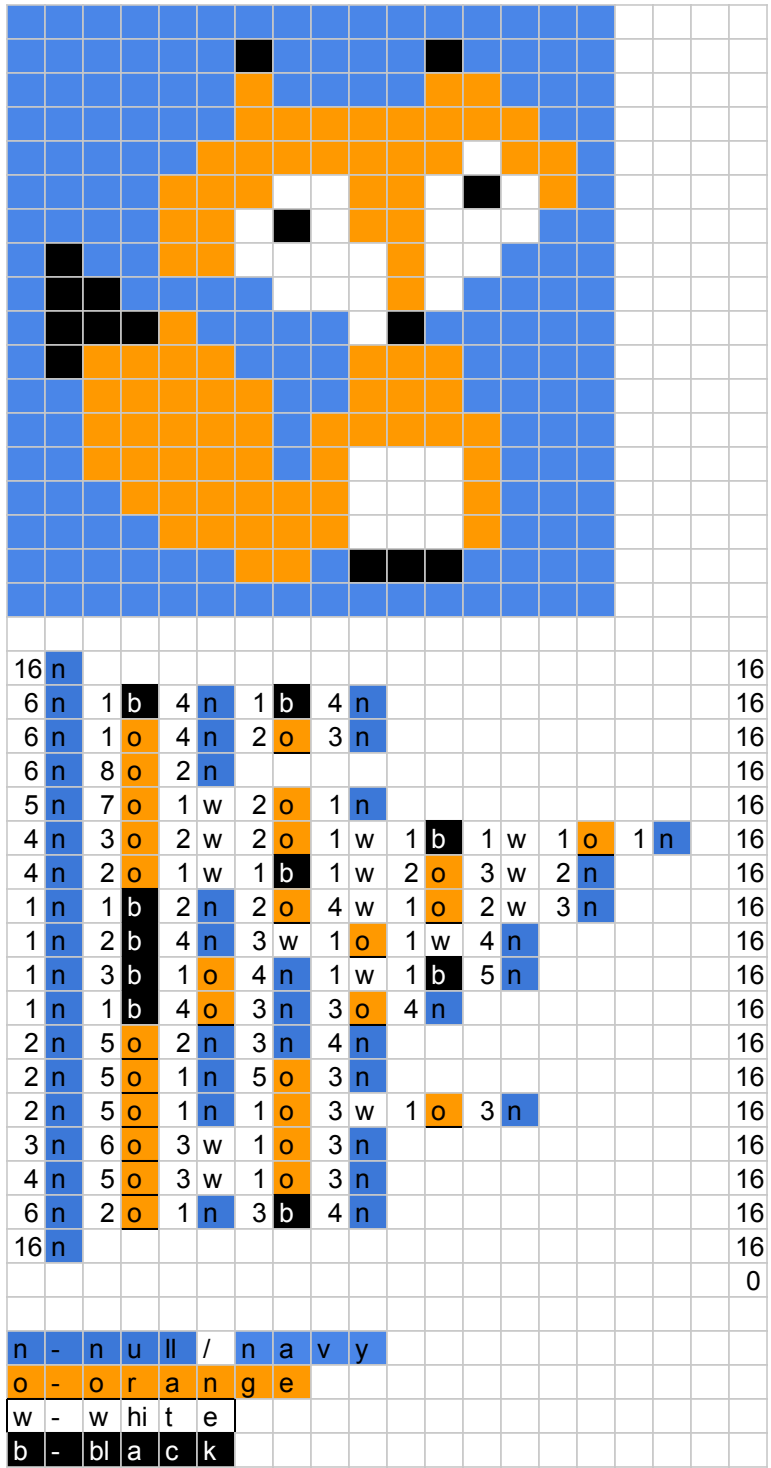 16 n 16
6 n 1 b 4 n 1 b 4 n 16
6 n 1 o 4 n 2 o 3 n 16
6 n 8 o 2 n 16
5 n 7 o 1 w 2 o 1 n 16
4 n 3 o 2 w 2 o 1 w 1 b 1 w 1 o 1 n 16
4 n 2 o 1 w 1 b 1 w 2 o 3 w 2 n 16
1 n 1 b 2 n 2 o 4 w 1 o 2 w 3 n 16
1 n 2 b 4 n 3 w 1 o 1 w 4 n 16
1 n 3 b 1 o 4 n 1 w 1 b 5 n 16
1 n 1 b 4 o 3 n 3 o 4 n 16
2 n 5 o 2 n 3 n 4 n 16
2 n 5 o 1 n 5 o 3 n 16
2 n 5 o 1 n 1 o 3 w 1 o 3 n 16
3 n 6 o 3 w 1 o 3 n 16
4 n 5 o 3 w 1 o 3 n 16
6 n 2 o 1 n 3 b 4 n 16
16 n 16
0
n - n u ll / n a v y
o - o r a n g e
w - w hi t e
b - bl a c k